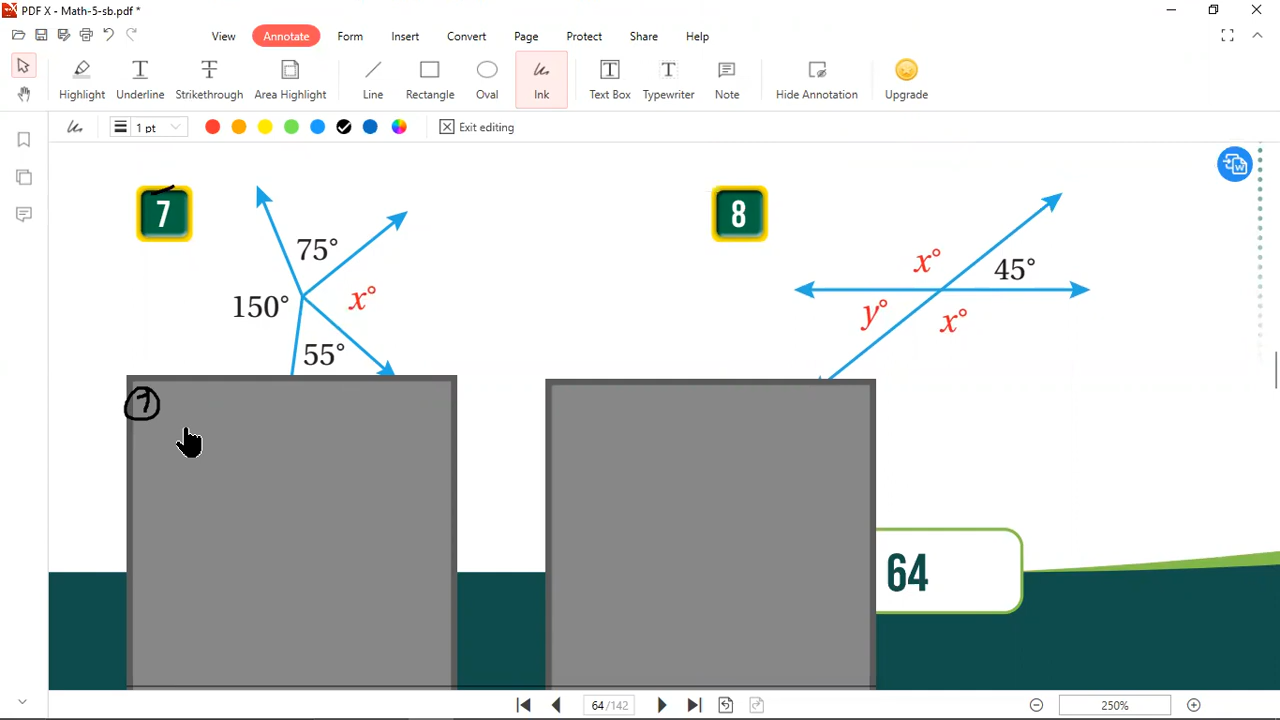 PDF X - Math-5-sb.pdf *
View Annotate Form Insert Convert Page Protect Share Help
Highlight Underline Strikethrough Area Highlight Line Rectangle Oval Ink Text Box Typewriter Note Hide Annotation Upgrade
1 pt Exit editing
7
75°
150°
x°
55°
8
x°
45°
y°
x°
7
64
64 /142
250%